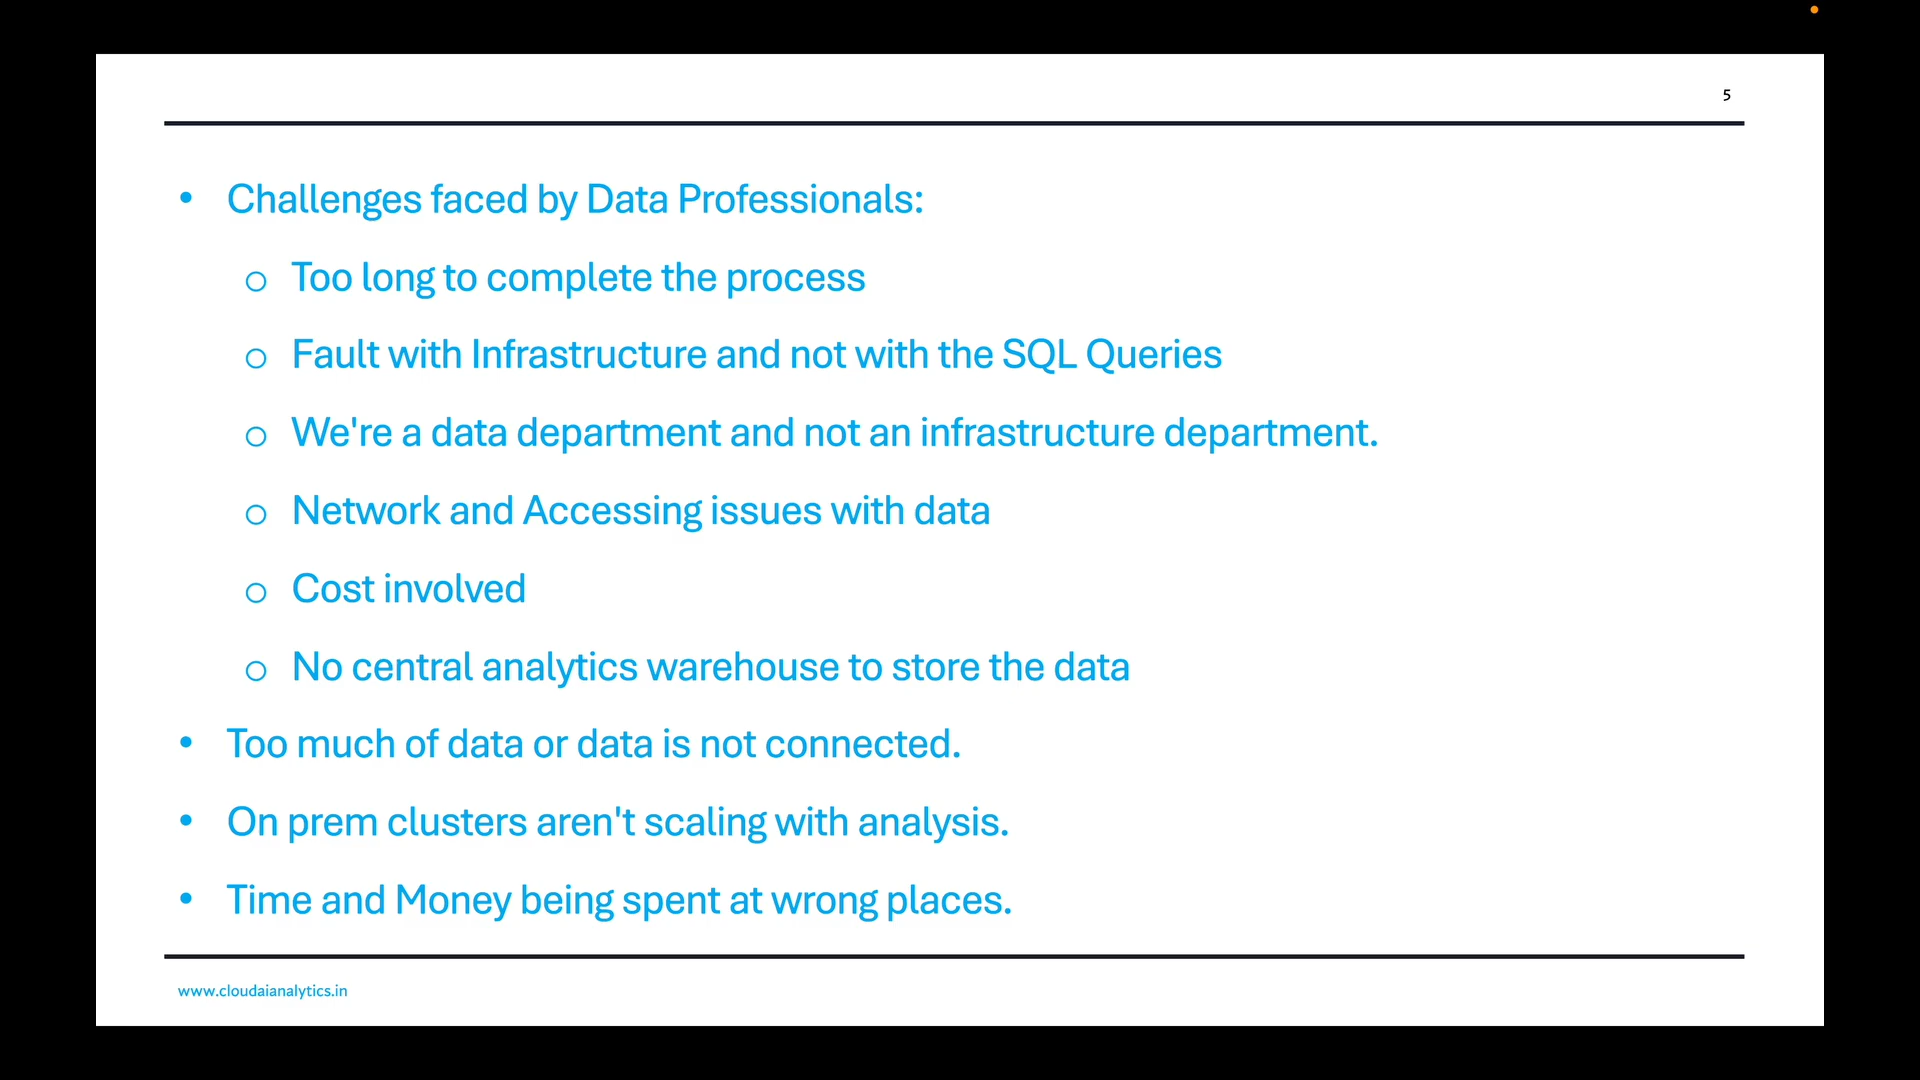 5
• Challenges faced by Data Professionals:
o Too long to complete the process
o Fault with Infrastructure and not with the SQL Queries
o We're a data department and not an infrastructure department.
o Network and Accessing issues with data
o Cost involved
o No central analytics warehouse to store the data
• Too much of data or data is not connected.
• On prem clusters aren't scaling with analysis.
• Time and Money being spent at wrong places.
www.cloudaianalytics.in